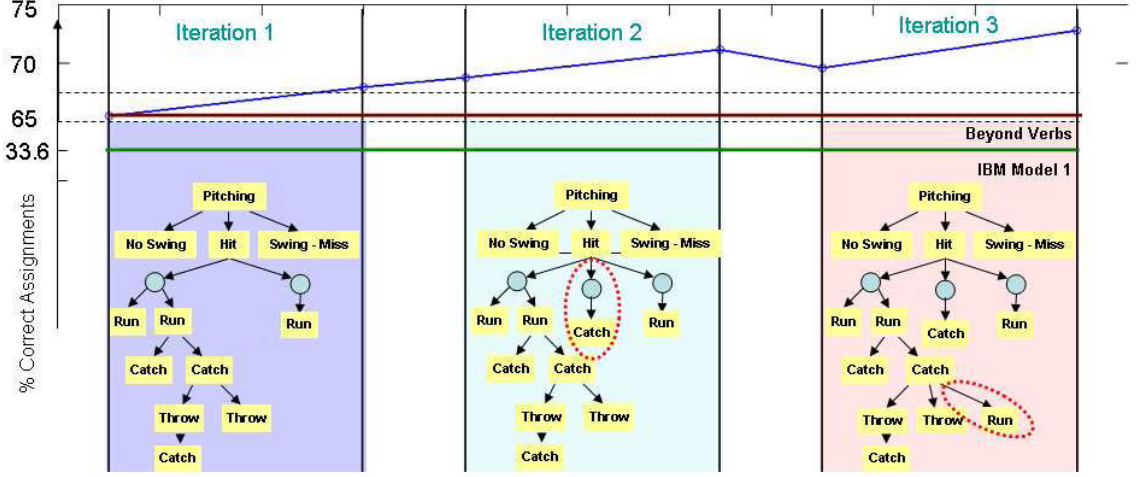 75
Iteration 1
Iteration 2
Iteration 3
70
65
Beyond Verbs
33.6
IBM Model 1
% Correct Assignments
Pitching
No Swing
Hit
Swing - Miss
Run
Run
Run
Catch
Catch
Throw
Throw
Catch
Pitching
No Swing
Hit
Swing - Miss
Run
Run
Catch
Run
Catch
Catch
Throw
Throw
Catch
Pitching
No Swing
Hit
Swing - Miss
Run
Run
Catch
Run
Catch
Catch
Throw
Throw
Run
Catch